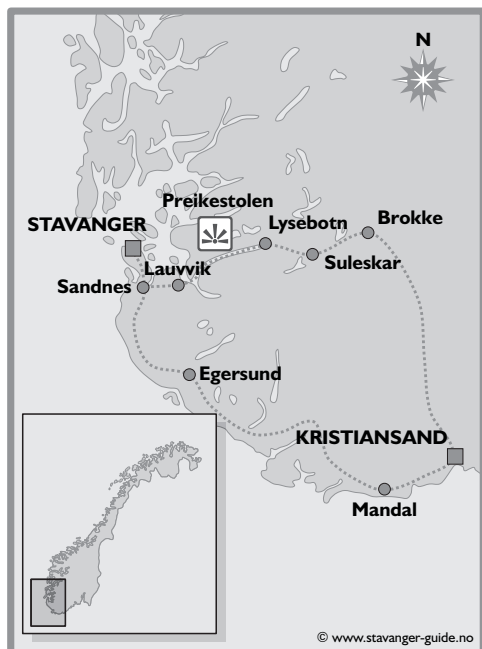 N
Preikestolen
STAVANGER
Lysebotn
Brokke
Lauvvik
Suleskar
Sandnes
Egersund
KRISTIANSAND
Mandal
© www.stavanger-guide.no